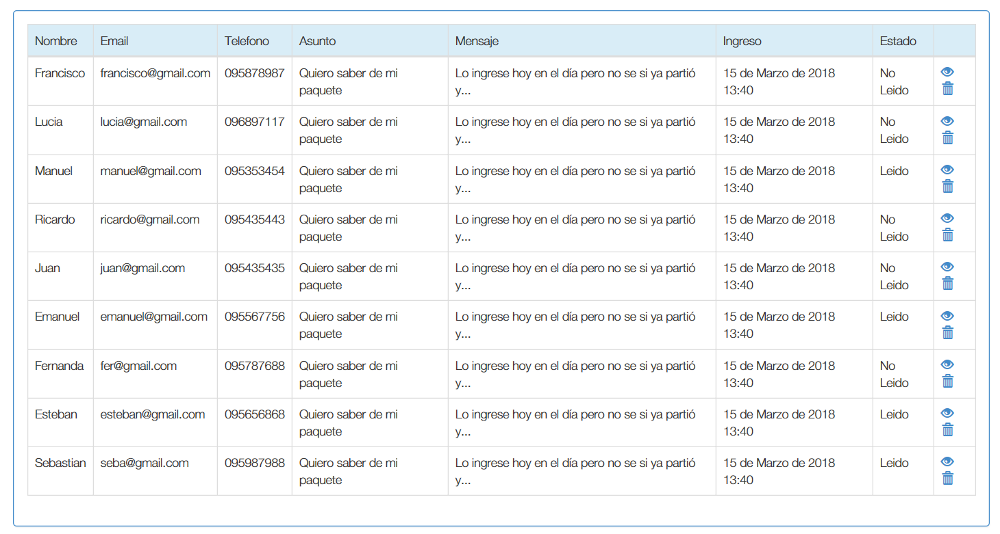 Nombre Email Telefono Asunto Mensaje Ingreso Estado
Francisco francisco@gmail.com 095878987 Quiero saber de mi Lo ingrese hoy en el día pero no se si ya partió 15 de Marzo de 2018 No
paquete y... 13:40 Leido
Lucia lucia@gmail.com 096897117 Quiero saber de mi Lo ingrese hoy en el día pero no se si ya partió 15 de Marzo de 2018 No
paquete y... 13:40 Leido
Manuel manuel@gmail.com 095353454 Quiero saber de mi Lo ingrese hoy en el día pero no se si ya partió 15 de Marzo de 2018 Leido
paquete y... 13:40
Ricardo ricardo@gmail.com 095435443 Quiero saber de mi Lo ingrese hoy en el día pero no se si ya partió 15 de Marzo de 2018 No
paquete y... 13:40 Leido
Juan juan@gmail.com 095435435 Quiero saber de mi Lo ingrese hoy en el día pero no se si ya partió 15 de Marzo de 2018 No
paquete y... 13:40 Leido
Emanuel emanuel@gmail.com 095567756 Quiero saber de mi Lo ingrese hoy en el día pero no se si ya partió 15 de Marzo de 2018 Leido
paquete y... 13:40
Fernanda fer@gmail.com 095787688 Quiero saber de mi Lo ingrese hoy en el día pero no se si ya partió 15 de Marzo de 2018 No
paquete y... 13:40 Leido
Esteban esteban@gmail.com 095656868 Quiero saber de mi Lo ingrese hoy en el día pero no se si ya partió 15 de Marzo de 2018 Leido
paquete y... 13:40
Sebastian seba@gmail.com 095987988 Quiero saber de mi Lo ingrese hoy en el día pero no se si ya partió 15 de Marzo de 2018 Leido
paquete y... 13:40